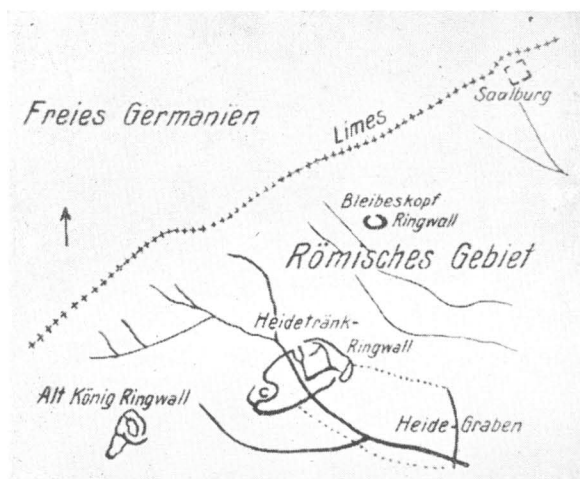 Freies Germanien
Limes
Saalburg
Bleibeskopf
Ringwall
Römisches Gebiet
Heidetränk-
Ringwall
Alt König Ringwall
Heide-Graben